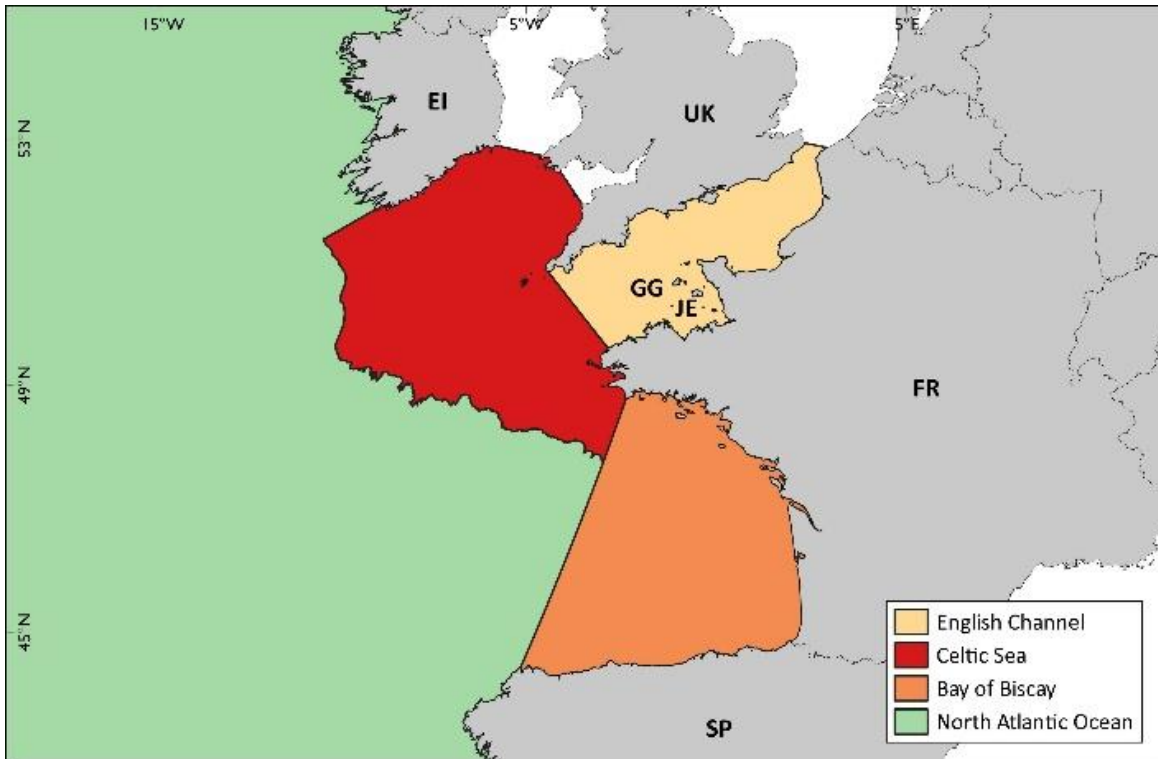 15°W
5°W
5°E
EI
UK
53°N
GG
JE
49°N
FR
45°N
English Channel
Celtic Sea
Bay of Biscay
North Atlantic Ocean
SP